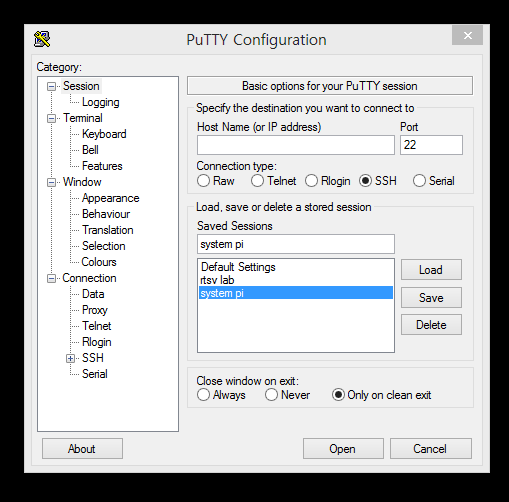 PuTTY Configuration
Category:
Session
Logging
Terminal
Keyboard
Bell
Features
Window
Appearance
Behaviour
Translation
Selection
Colours
Connection
Data
Proxy
Telnet
Rlogin
SSH
Serial
Basic options for your PuTTY session
Specify the destination you want to connect to
Host Name (or IP address) Port
22
Connection type:
Raw Telnet Rlogin SSH Serial
Load, save or delete a stored session
Saved Sessions
system pi
Default Settings
rtsv lab
system pi
Load
Save
Delete
Close window on exit:
Always Never Only on clean exit
About Open Cancel